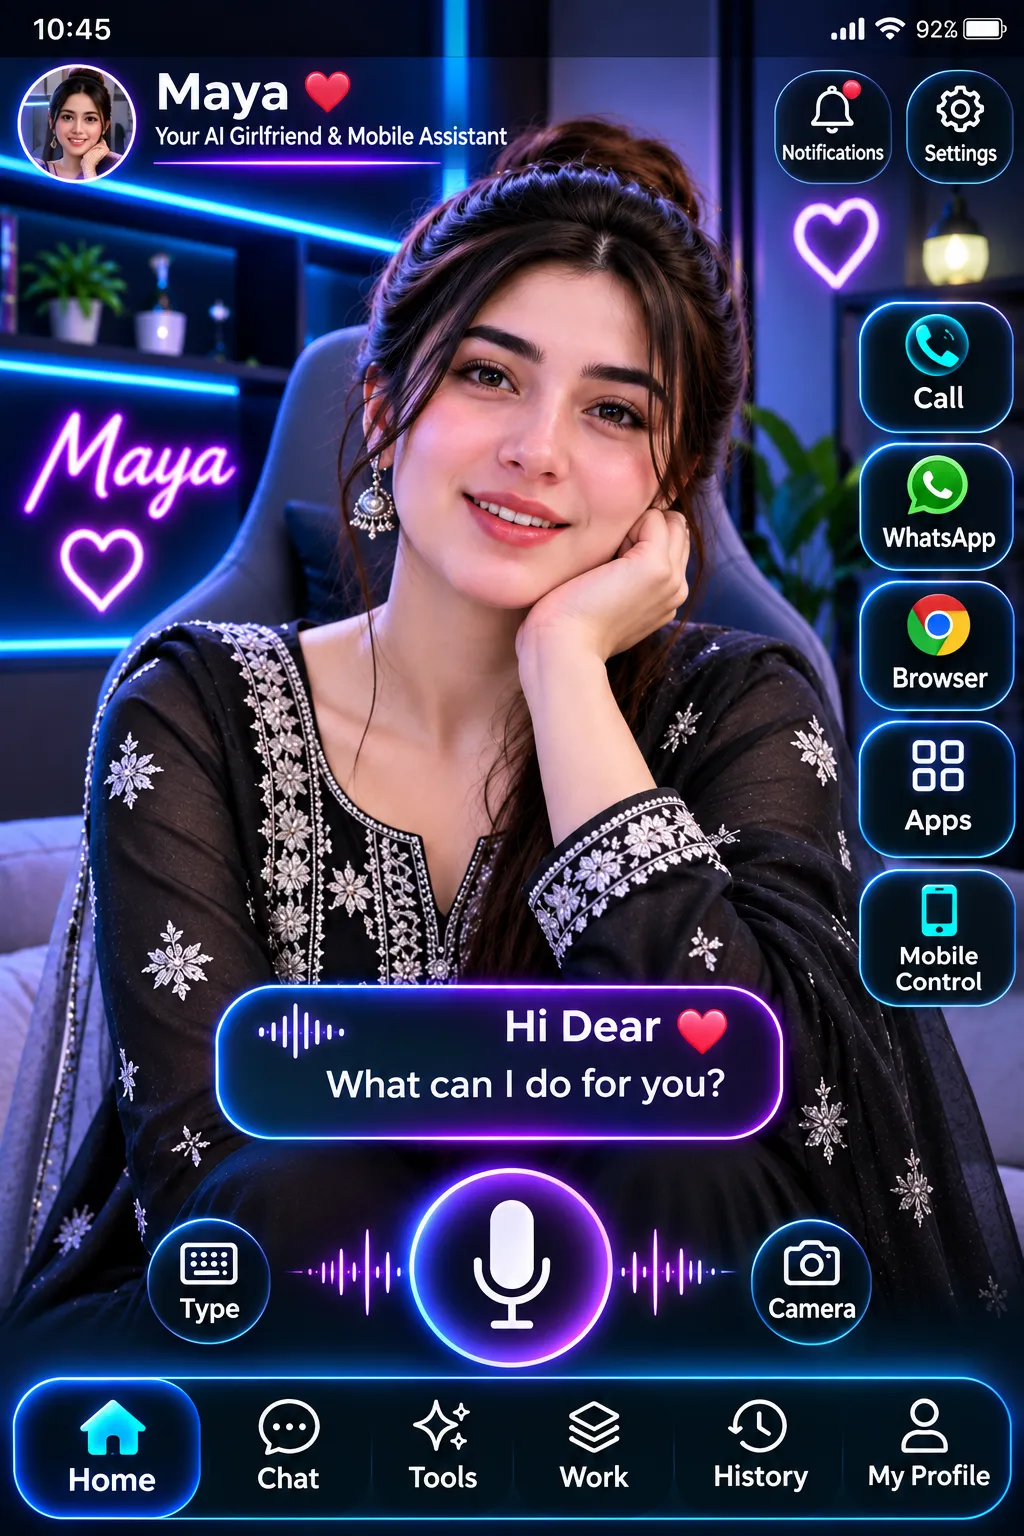 10:45
92%
Maya ❤️
Your AI Girlfriend & Mobile Assistant
Notifications
Settings
Maya
Call
WhatsApp
Browser
Apps
Mobile
Control
Hi Dear ❤️
What can I do for you?
Type
Camera
Home
Chat
Tools
Work
History
My Profile